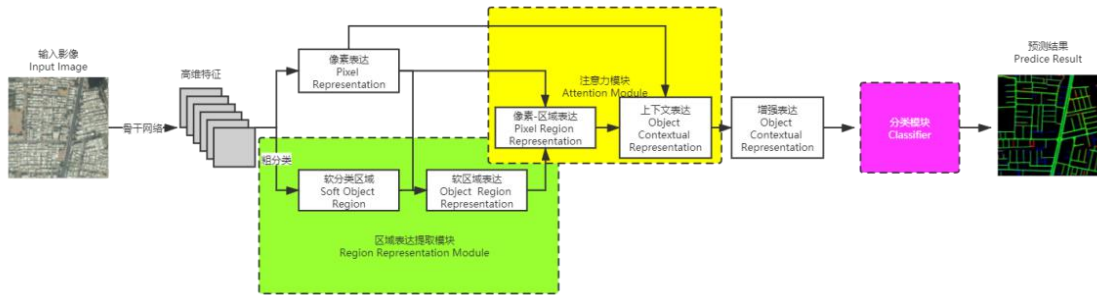 输入影像
Input Image
骨干网络
高维特征
粗分类
像素表达
Pixel
Representation
软分类区域
Soft Object
Region
软区域表达
Object Region
Representation
区域表达提取模块
Region Representation Module
注意力模块
Attention Module
像素-区域表达
Pixel Region
Representation
上下文表达
Object
Contextual
Representation
增强表达
Object
Contextual
Representation
分类模块
Classifier
预测结果
Predice Result